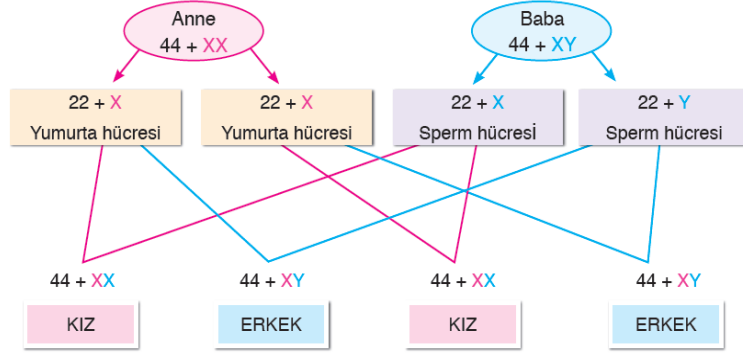 Anne
44 + XX
Baba
44 + XY
22 + X
Yumurta hücresi
22 + X
Yumurta hücresi
22 + X
Sperm hücresİ
22 + Y
Sperm hücresi
44 + XX
44 + XY
44 + XX
44 + XY
KIZ
ERKEK
KIZ
ERKEK